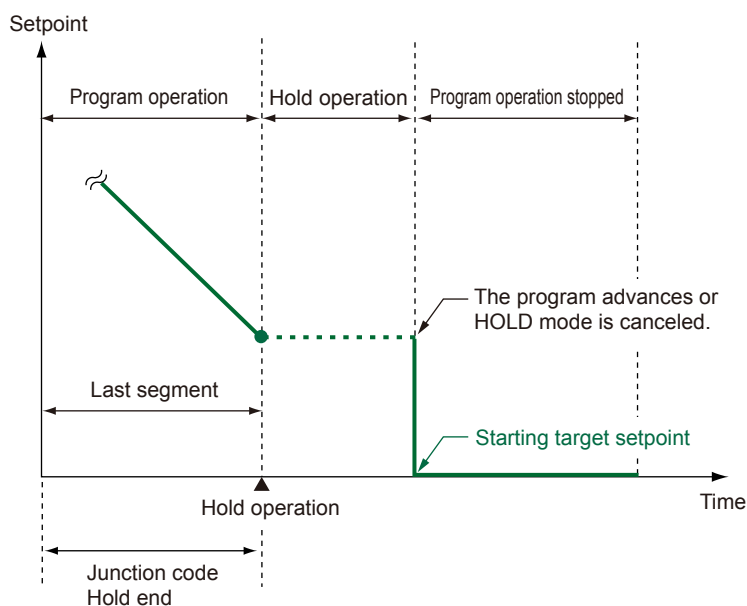 Setpoint
Program operation
Hold operation
Program operation stopped
The program advances or
HOLD mode is canceled.
Last segment
Starting target setpoint
Time
Hold operation
Junction code
Hold end